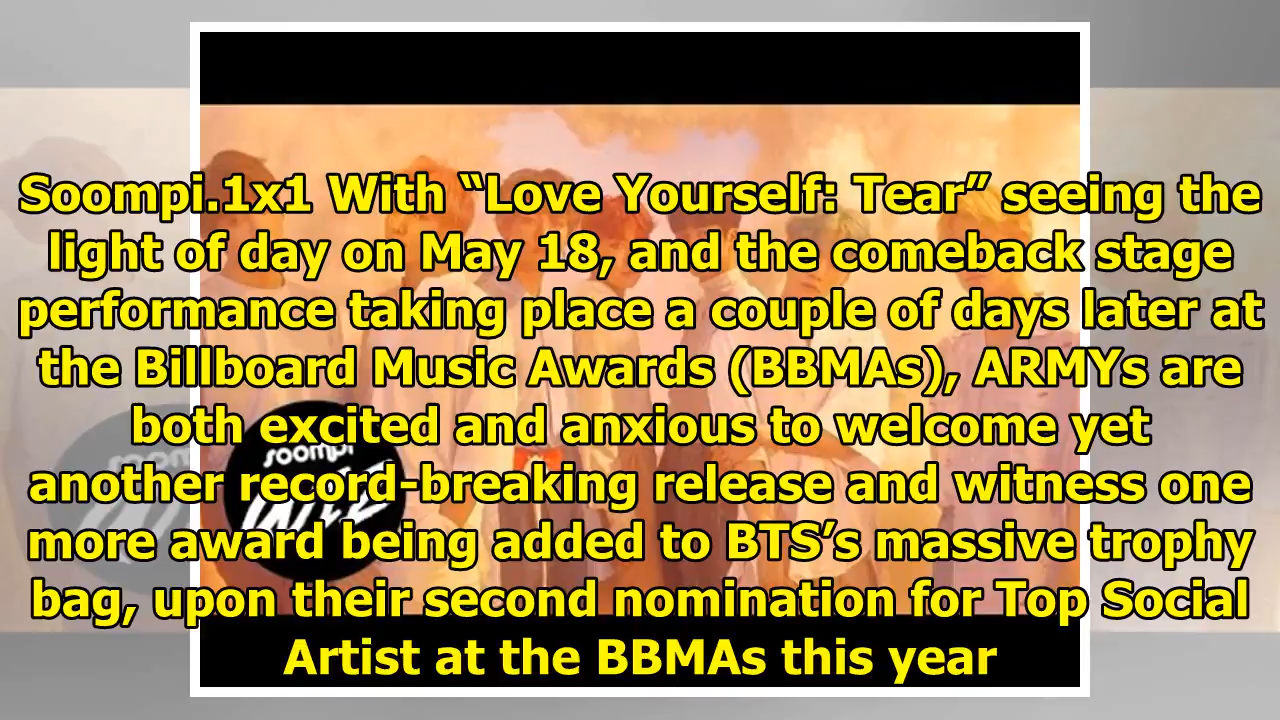 Soompi.1x1 With “Love Yourself: Tear” seeing the
light of day on May 18, and the comeback stage
performance taking place a couple of days later at
the Billboard Music Awards (BBMAs), ARMYs are
both excited and anxious to welcome yet
another record-breaking release and witness one
more award being added to BTS’s massive trophy
bag, upon their second nomination for Top Social
Artist at the BBMAs this year
soompi